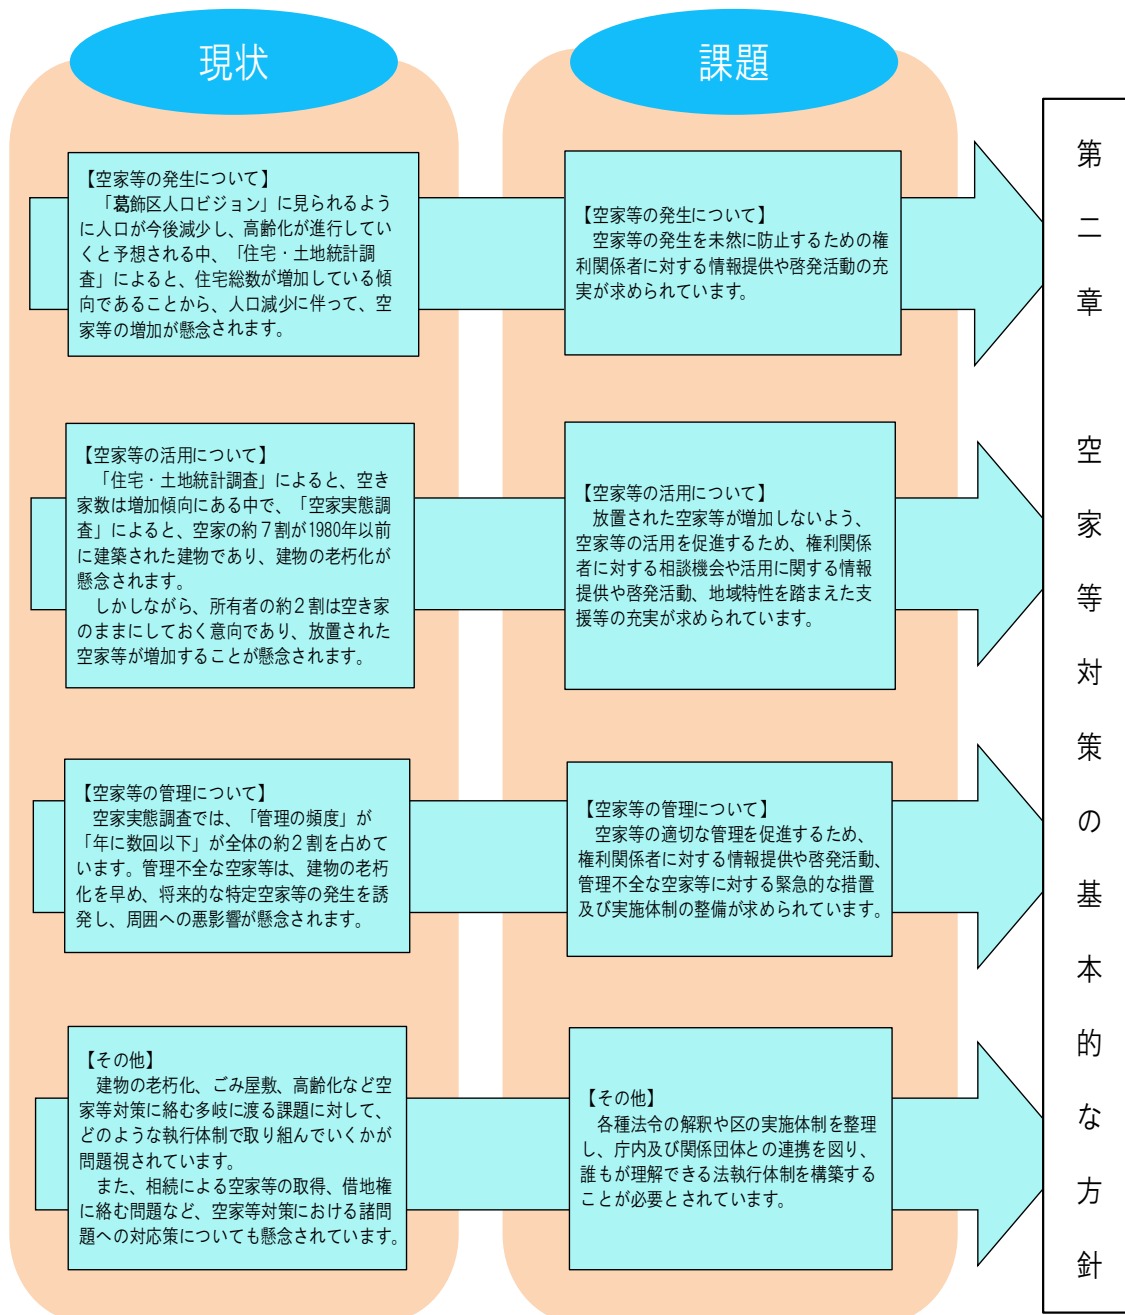 現状
課題
【空家等の発生について】
「葛飾区人口ビジョン」に見られるよう
に人口が今後減少し、高齢化が進行してい
くと予想される中、「住宅・土地統計調
査」によると、住宅総数が増加している傾
向であることから、人口減少に伴って、空
家等の増加が懸念されます。
【空家等の発生について】
空家等の発生を未然に防止するための権
利関係者に対する情報提供や啓発活動の充
実が求められています。
【空家等の活用について】
「住宅・土地統計調査」によると、空き
家数は増加傾向にある中で、「空家実態調
査」によると、空家の約７割が1980年以前
に建築された建物であり、建物の老朽化が
懸念されます。
しかしながら、所有者の約２割は空き家
のままにしておく意向であり、放置された
空家等が増加することが懸念されます。
【空家等の活用について】
放置された空家等が増加しないよう、
空家等の活用を促進するため、権利関係
者に対する相談機会や活用に関する情報
提供や啓発活動、地域特性を踏まえた支
援等の充実が求められています。
【空家等の管理について】
空家実態調査では、「管理の頻度」が
「年に数回以下」が全体の約２割を占めて
います。管理不全な空家等は、建物の老朽
化を早め、将来的な特定空家等の発生を誘
発し、周囲への悪影響が懸念されます。
【空家等の管理について】
空家等の適切な管理を促進するため、
権利関係者に対する情報提供や啓発活動、
管理不全な空家等に対する緊急的な措置
及び実施体制の整備が求められています。
【その他】
建物の老朽化、ごみ屋敷、高齢化など空
家等対策に絡む多岐に渡る課題に対して、
どのような執行体制で取り組んでいくかが
問題視されています。
また、相続による空家等の取得、借地権
に絡む問題など、空家等対策における諸問
題への対応策についても懸念されています。
【その他】
各種法令の解釈や区の実施体制を整理
し、庁内及び関係団体との連携を図り、
誰もが理解できる法執行体制を構築する
ことが必要とされています。
第二章　空家等対策の基本的な方針